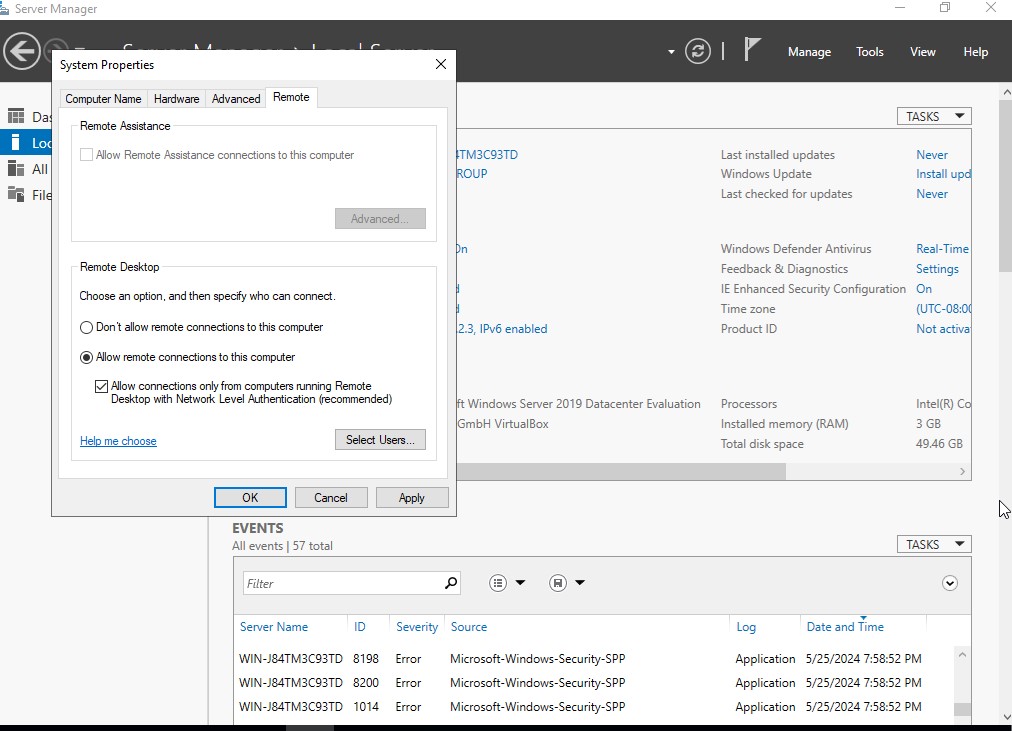 Server Manager
Manage Tools View Help
System Properties
Computer Name Hardware Advanced Remote
Remote Assistance
Allow Remote Assistance connections to this computer
Advanced...
Remote Desktop
Choose an option, and then specify who can connect.
Don't allow remote connections to this computer
Allow remote connections to this computer
Allow connections only from computers running Remote
Desktop with Network Level Authentication (recommended)
Help me choose
Select Users...
OK Cancel Apply
Das
Loc
All
File
TASKS
4TM3C93TD
Last installed updates Never
ROUP
Windows Update Install upd
Last checked for updates Never
On
Windows Defender Antivirus Real-Time
Feedback & Diagnostics Settings
IE Enhanced Security Configuration On
Time zone (UTC-08:00
.2.3, IPv6 enabled
Product ID Not activa
ft Windows Server 2019 Datacenter Evaluation
Processors Intel(R) Co
GmbH VirtualBox
Installed memory (RAM) 3 GB
Total disk space 49.46 GB
EVENTS
All events | 57 total
TASKS
Filter
Server Name ID Severity Source Log Date and Time
WIN-J84TM3C93TD 8198 Error Microsoft-Windows-Security-SPP Application 5/25/2024 7:58:52 PM
WIN-J84TM3C93TD 8200 Error Microsoft-Windows-Security-SPP Application 5/25/2024 7:58:52 PM
WIN-J84TM3C93TD 1014 Error Microsoft-Windows-Security-SPP Application 5/25/2024 7:58:52 PM